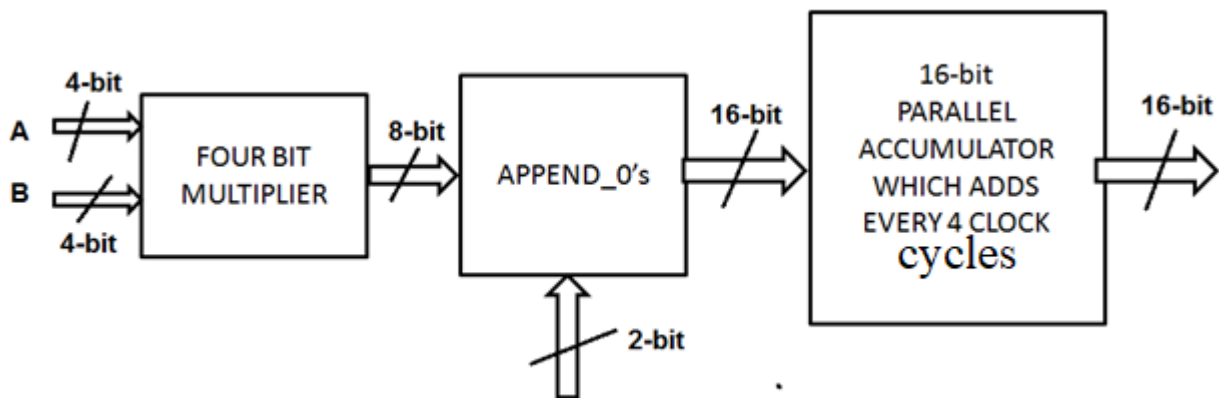 4-bit
A
B
4-bit
FOUR BIT
MULTIPLIER
8-bit
APPEND_0's
2-bit
16-bit
16-bit
PARALLEL
ACCUMULATOR
WHICH ADDS
EVERY 4 CLOCK
cycles
16-bit